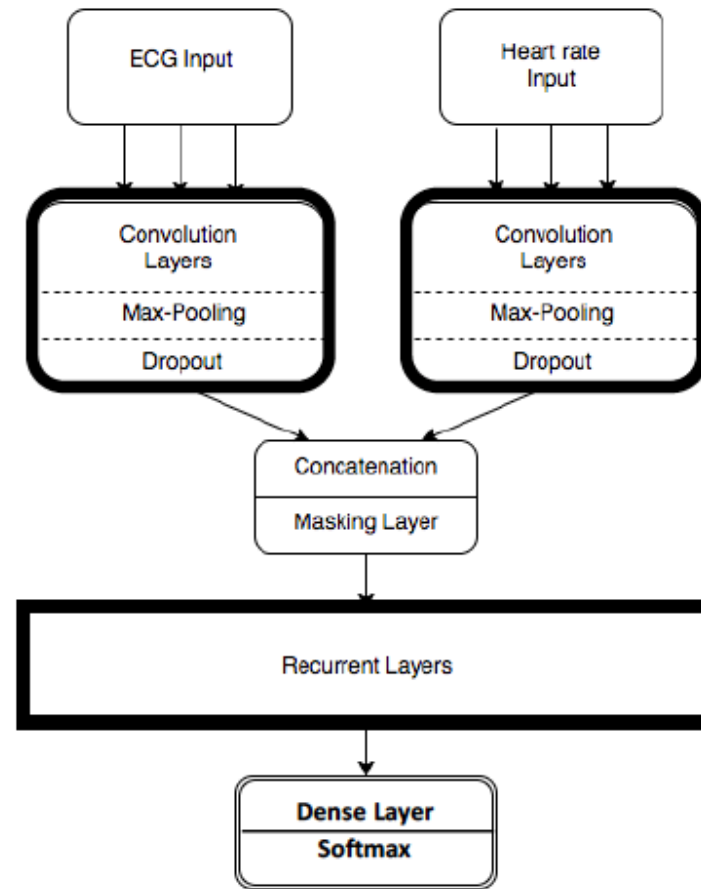 ECG Input
Heart rate
Input
Convolution
Layers
Max-Pooling
Dropout
Convolution
Layers
Max-Pooling
Dropout
Concatenation
Masking Layer
Recurrent Layers
Dense Layer
Softmax